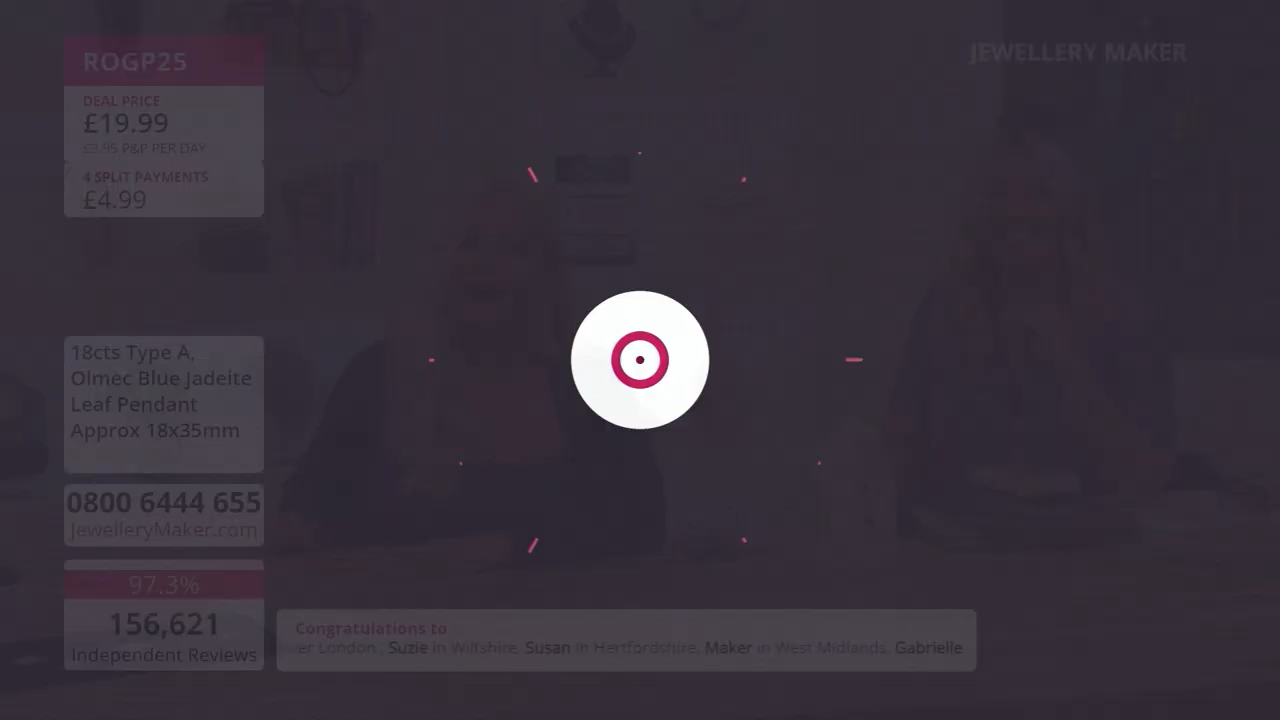 ROGP25
JEWELLERY MAKER
DEAL PRICE
£19.99
£3.95 P&P PER DAY
4 SPLIT PAYMENTS
£4.99
18cts Type A,
Olmec Blue Jadeite
Leaf Pendant
Approx 18x35mm
0800 6444 655
JewelleryMaker.com
97.3%
156,621
Independent Reviews
Congratulations to
London., Suzie in Wiltshire, Susan in Hertfordshire, Maker in West Midlands, Gabrielle